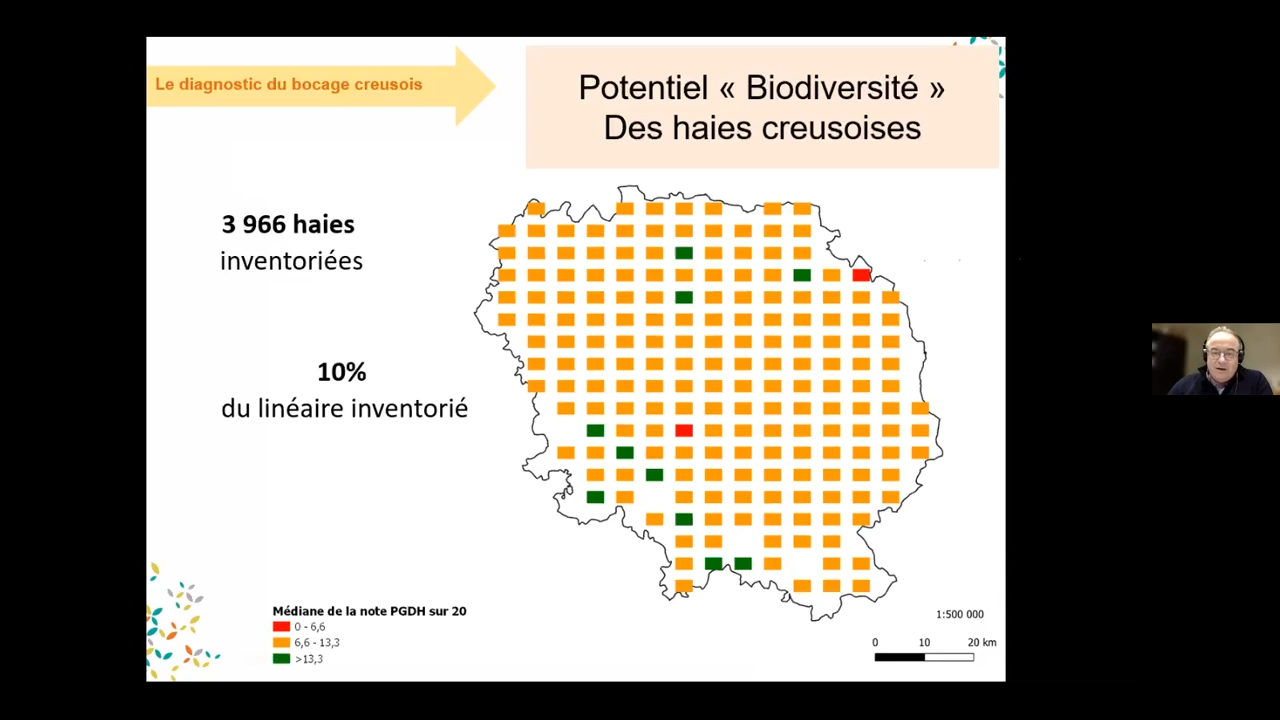 Le diagnostic du bocage creusois
Potentiel « Biodiversité »
Des haies creusoises
3 966 haies
inventoriées
10%
du linéaire inventorié
Médiane de la note PGDH sur 20
0 - 6,6
6,6 - 13,3
>13,3
1:500 000
0 10 20 km